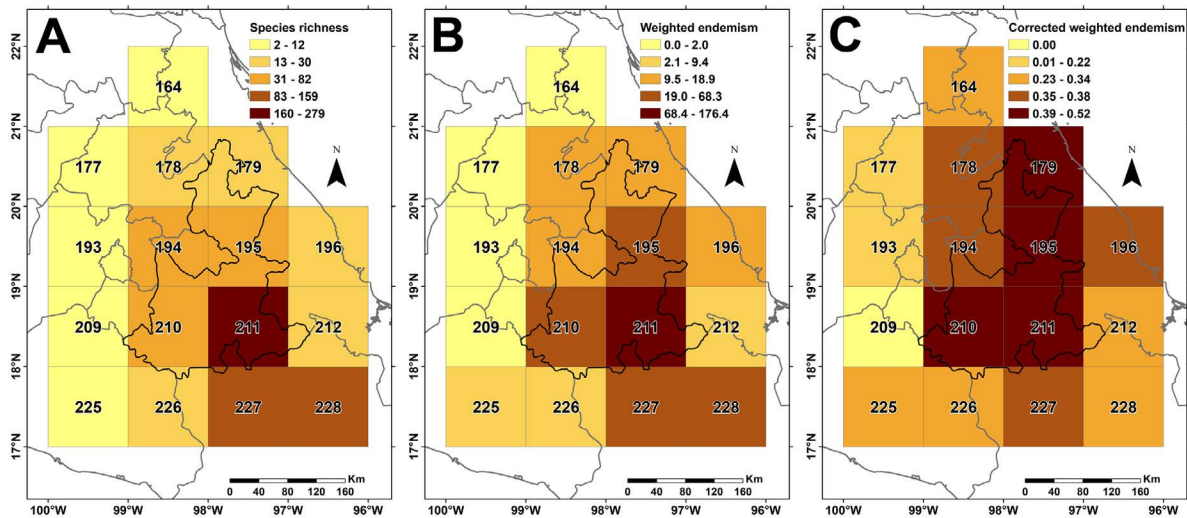 A
Species richness
2 - 12
13 - 30
31 - 82
83 - 159
160 - 279
22°N
21°N
20°N
19°N
18°N
17°N
164
177 178 179
193 194 195 196
209 210 211 212
225 226 227 228
N
Km
0 40 80 120 160
100°W 99°W 98°W 97°W 96°W
B
Weighted endemism
0.0 - 2.0
2.1 - 9.4
9.5 - 18.9
19.0 - 68.3
68.4 - 176.4
22°N
21°N
20°N
19°N
18°N
17°N
164
177 178 179
193 194 195 196
209 210 211 212
225 226 227 228
N
Km
0 40 80 120 160
100°W 99°W 98°W 97°W 96°W
C
Corrected weighted endemism
0.00
0.01 - 0.22
0.23 - 0.34
0.35 - 0.38
0.39 - 0.52
22°N
21°N
20°N
19°N
18°N
17°N
164
177 178 179
193 194 195 196
209 210 211 212
225 226 227 228
N
Km
0 40 80 120 160
100°W 99°W 98°W 97°W 96°W